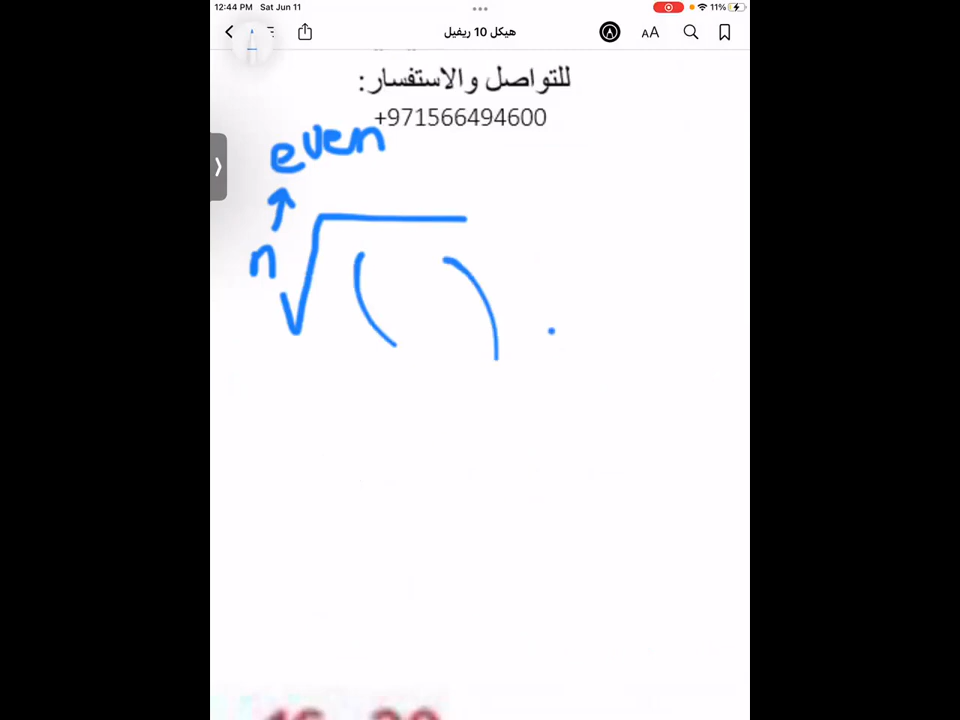 12:44 PM Sat Jun 11 11%
هيكل 10 ريفيل
AA
للتواصل والاستفسار:
+971566494600
even
n√( )